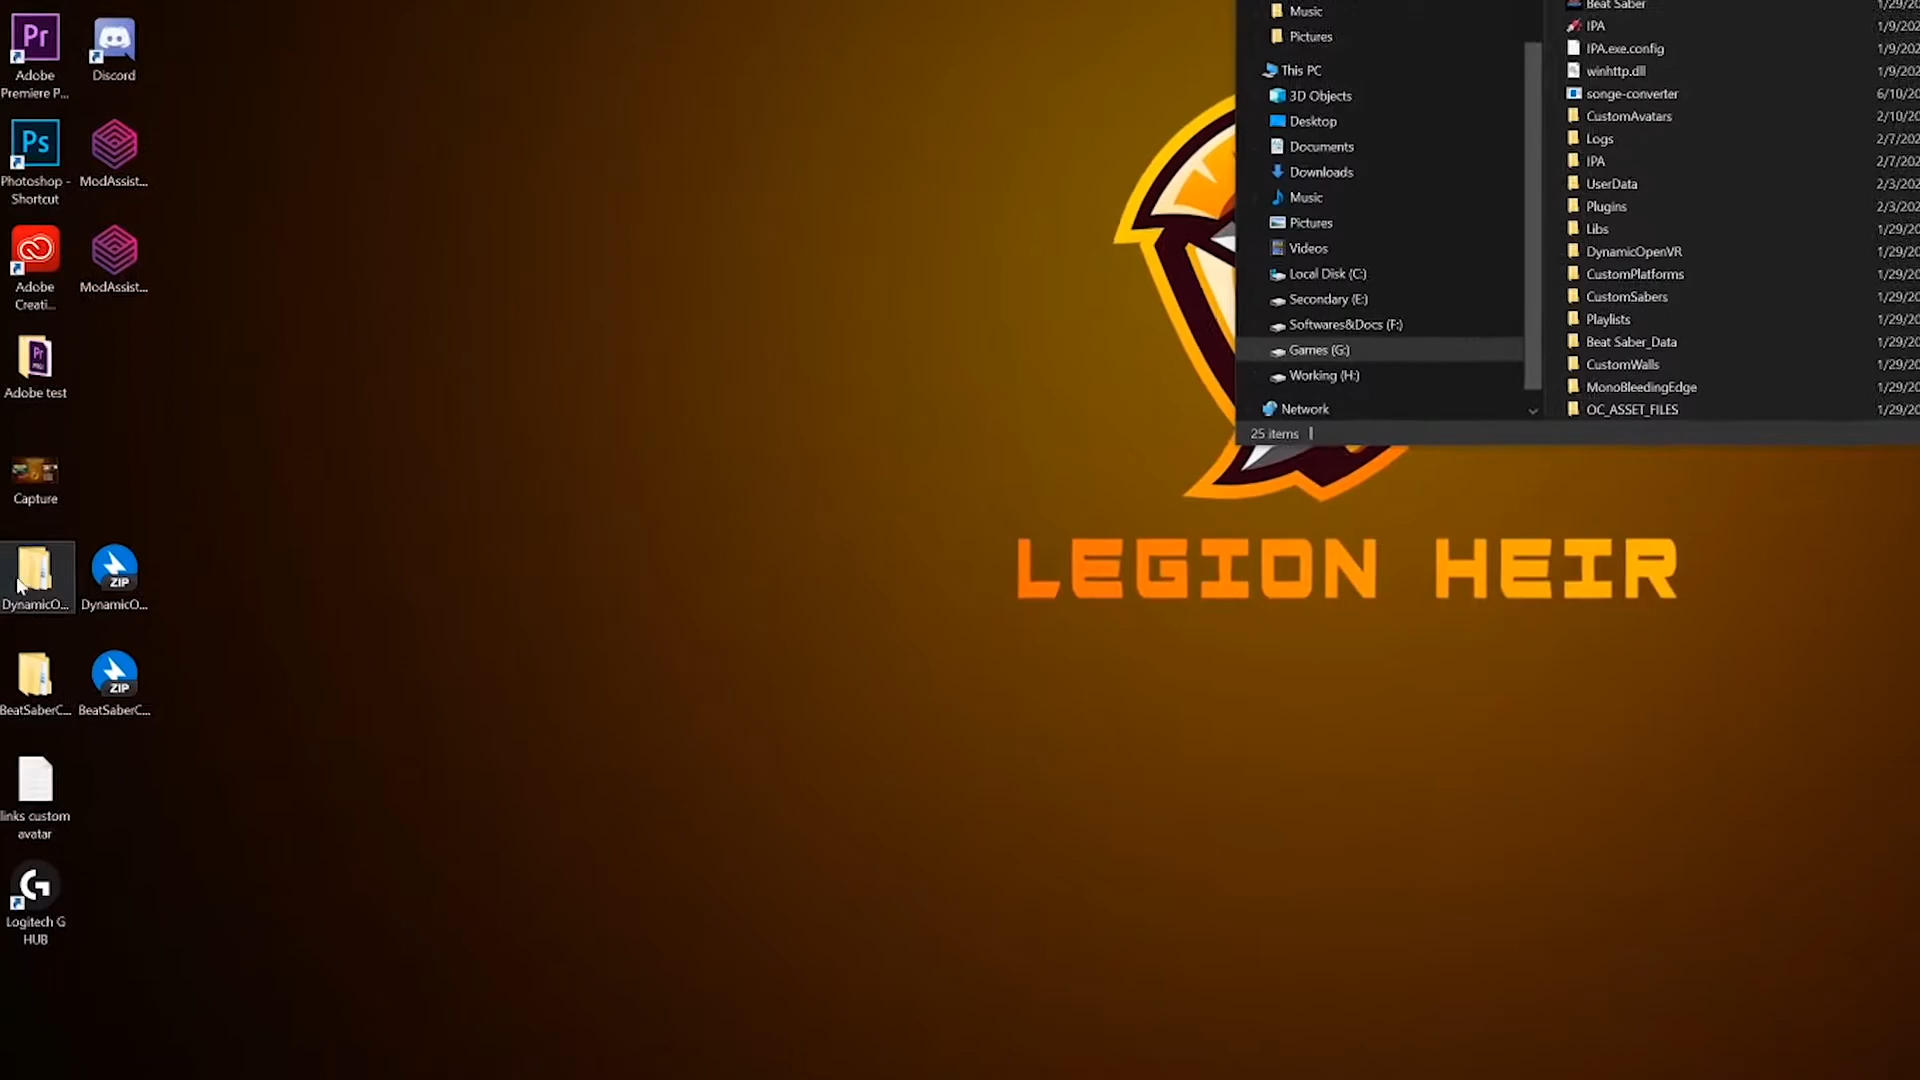 Adobe
Premiere P...
Discord
Photoshop -
Shortcut
ModAssist...
Adobe
Creati...
ModAssist...
Adobe test
Capture
DynamicO...
ZIP
DynamicO...
BeatSaberC...
ZIP
BeatSaberC...
links custom
avatar
Logitech G
HUB
Music
Pictures
This PC
3D Objects
Desktop
Documents
Downloads
Music
Pictures
Videos
Local Disk (C:)
Secondary (E:)
Softwares&Docs (F:)
Games (G:)
Working (H:)
Network
25 items
Beat Saber 1/29/20
IPA 1/9/202
IPA.exe.config 1/9/202
winhttp.dll 1/9/202
songe-converter 6/10/20
CustomAvatars 2/10/20
Logs 2/7/202
IPA 2/7/202
UserData 2/3/202
Plugins 2/3/202
Libs 1/29/20
DynamicOpenVR 1/29/20
CustomPlatforms 1/29/20
CustomSabers 1/29/20
Playlists 1/29/20
Beat Saber_Data 1/29/20
CustomWalls 1/29/20
MonoBleedingEdge 1/29/20
OC_ASSET_FILES 1/29/20
LEGION HEIR